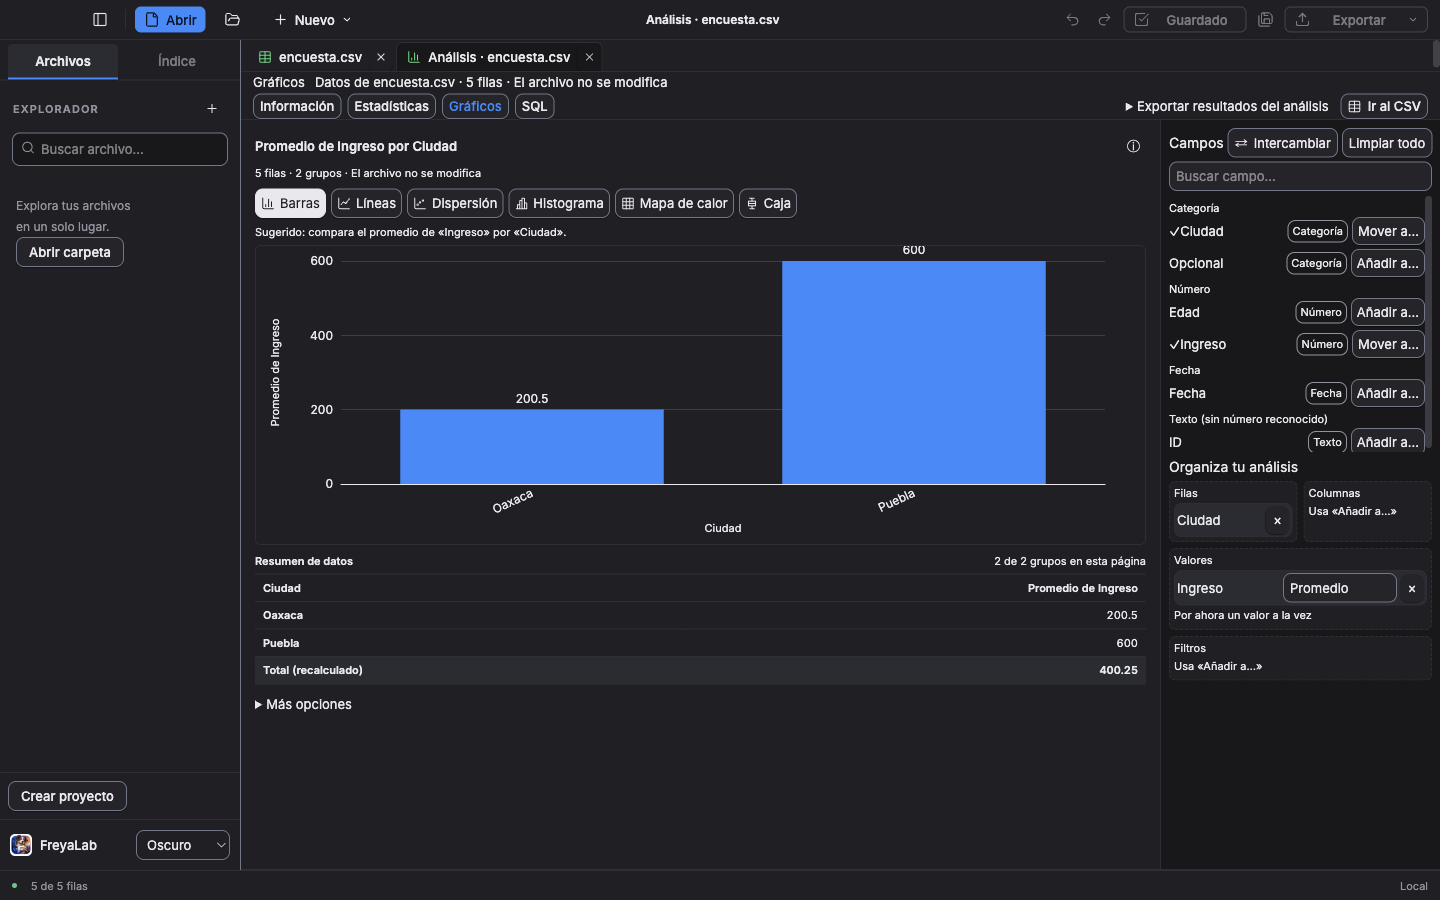 Abrir
Nuevo
Análisis · encuesta.csv
Guardado
Exportar
Archivos
Índice
EXPLORADOR
Buscar archivo...
Explora tus archivos
en un solo lugar.
Abrir carpeta
Crear proyecto
FreyaLab
Oscuro
encuesta.csv
Análisis · encuesta.csv
Gráficos Datos de encuesta.csv · 5 filas · El archivo no se modifica
Información
Estadísticas
Gráficos
SQL
Exportar resultados del análisis
Ir al CSV
Promedio de Ingreso por Ciudad
5 filas · 2 grupos · El archivo no se modifica
Barras
Líneas
Dispersión
Histograma
Mapa de calor
Caja
Sugerido: compara el promedio de «Ingreso» por «Ciudad».
Promedio de Ingreso
600
400
200
0
200.5
600
Oaxaca
Puebla
Ciudad
Resumen de datos
2 de 2 grupos en esta página
Ciudad Promedio de Ingreso
Oaxaca 200.5
Puebla 600
Total (recalculado) 400.25
Más opciones
Campos
Intercambiar
Limpiar todo
Buscar campo...
Categoría
✓Ciudad Categoría Mover a...
Opcional Categoría Añadir a...
Número
Edad Número Añadir a...
✓Ingreso Número Mover a...
Fecha
Fecha Fecha Añadir a...
Texto (sin número reconocido)
ID Texto Añadir a...
Organiza tu análisis
Filas
Ciudad ×
Columnas
Usa «Añadir a...»
Valores
Ingreso Promedio ×
Por ahora un valor a la vez
Filtros
Usa «Añadir a...»
5 de 5 filas
Local